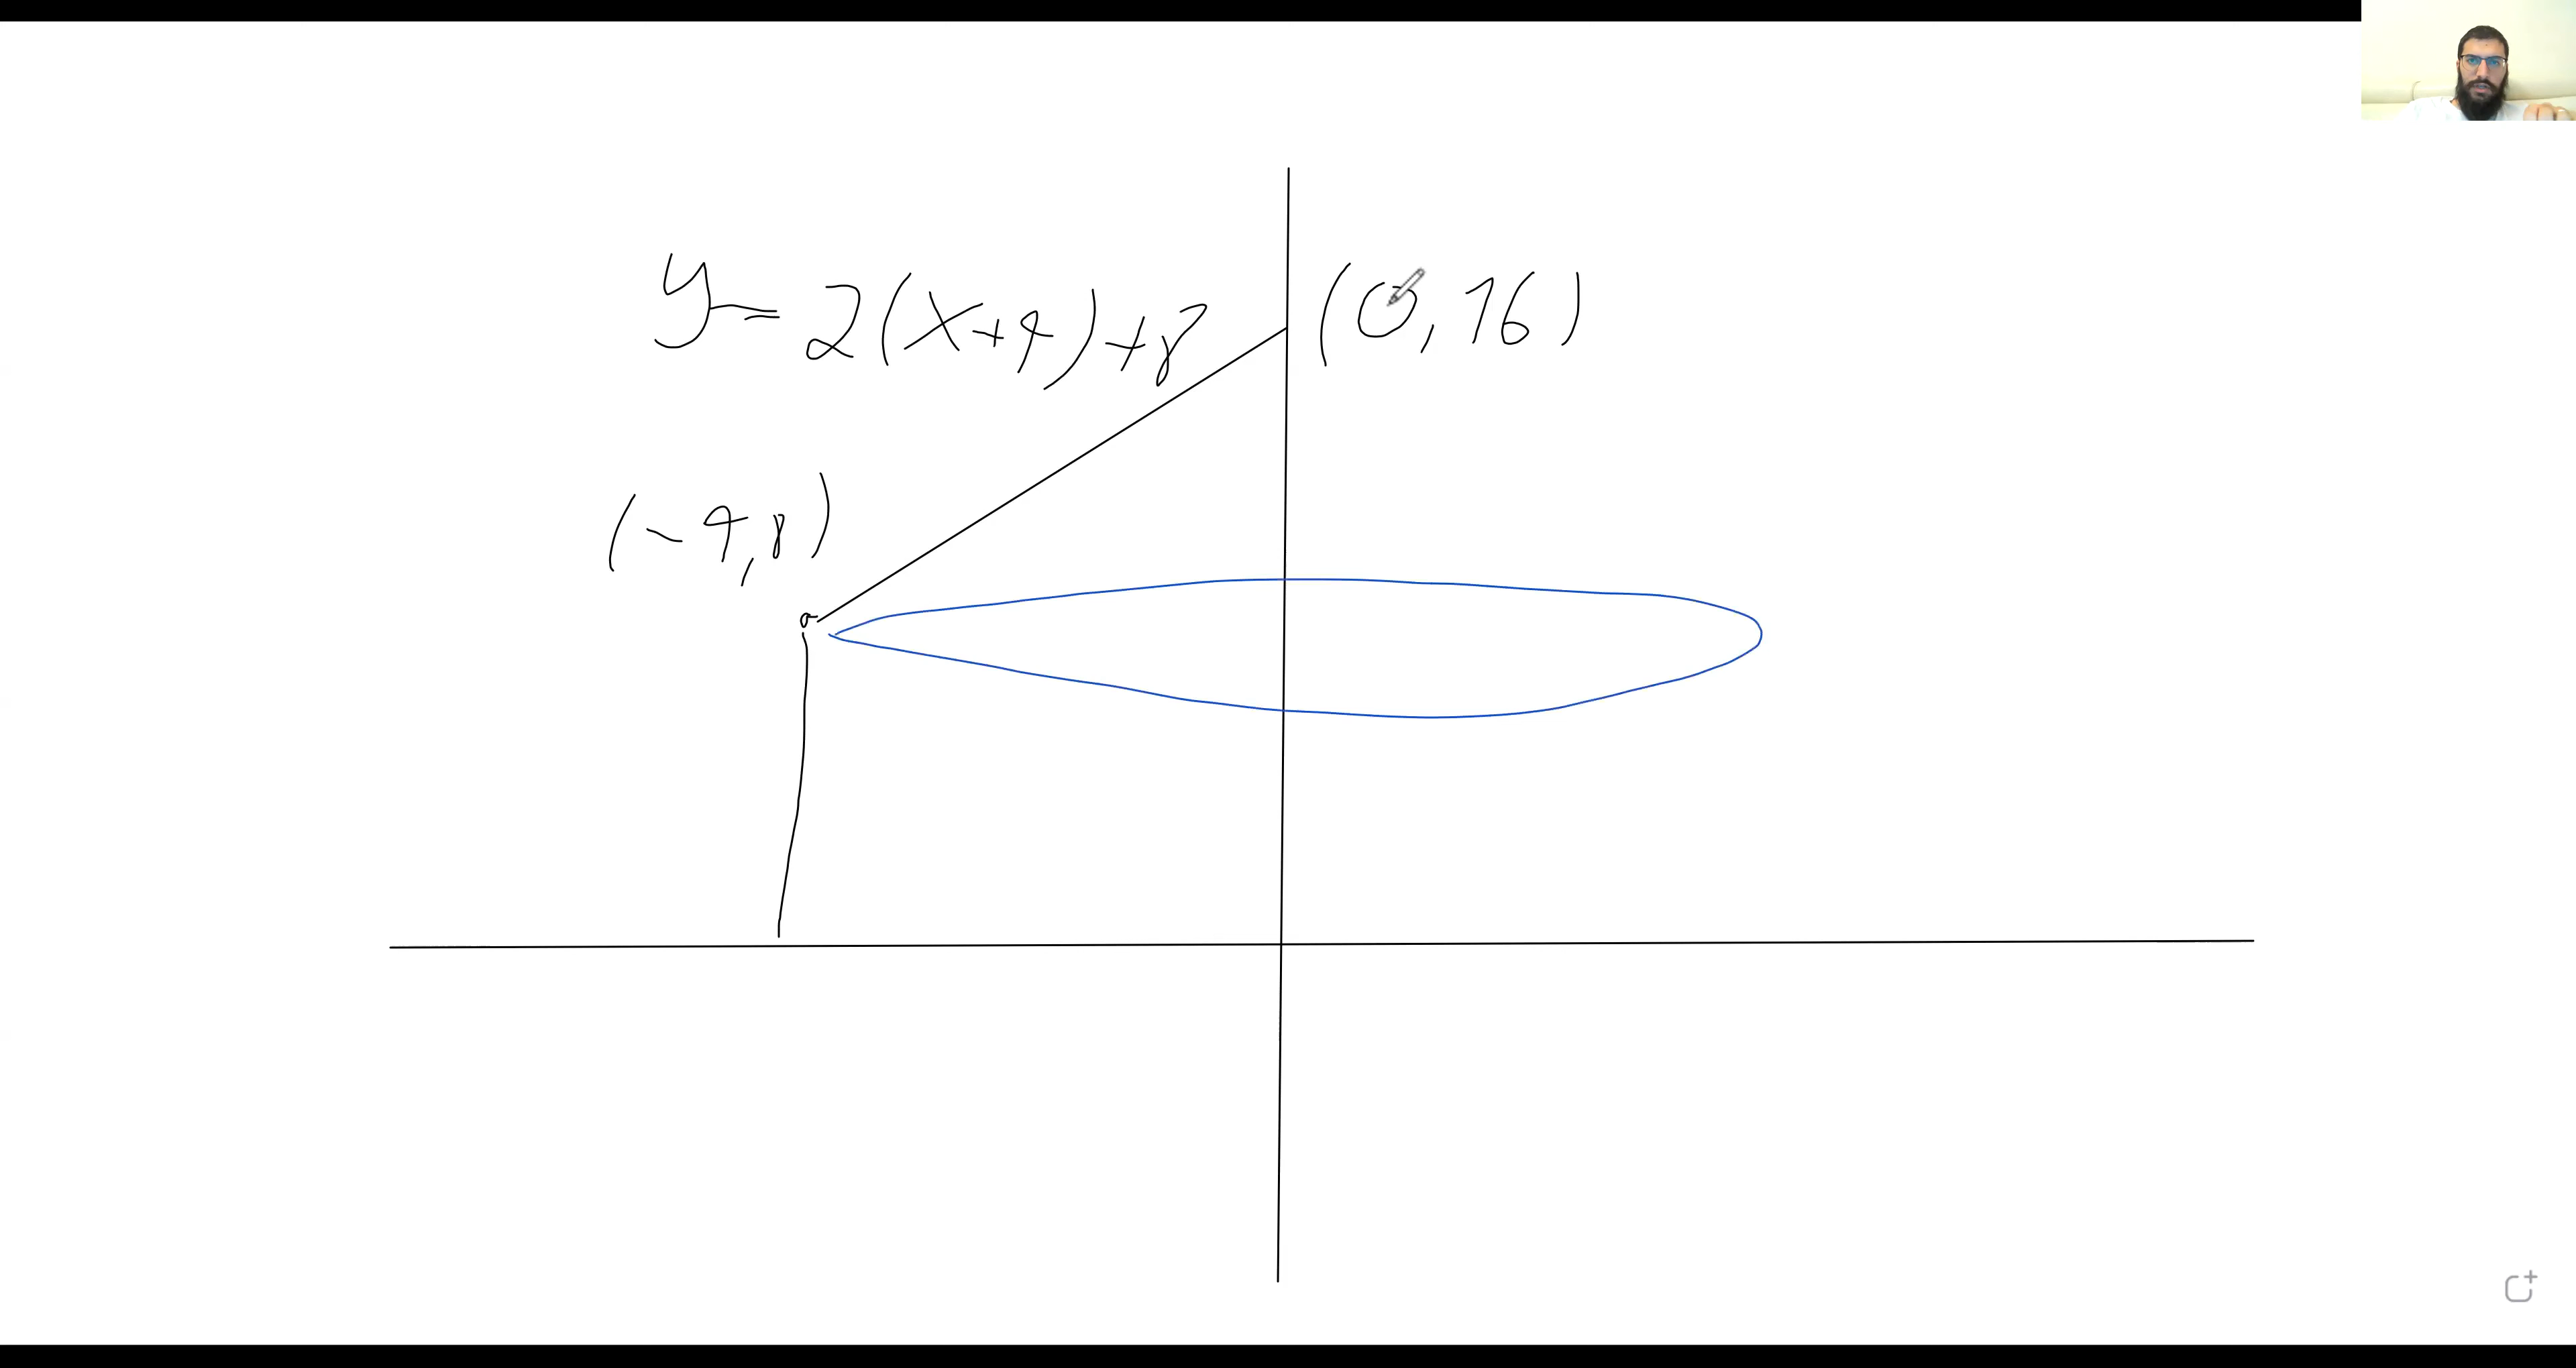 y = 2(x+4)+8
(0, 16)
(-4, 8)